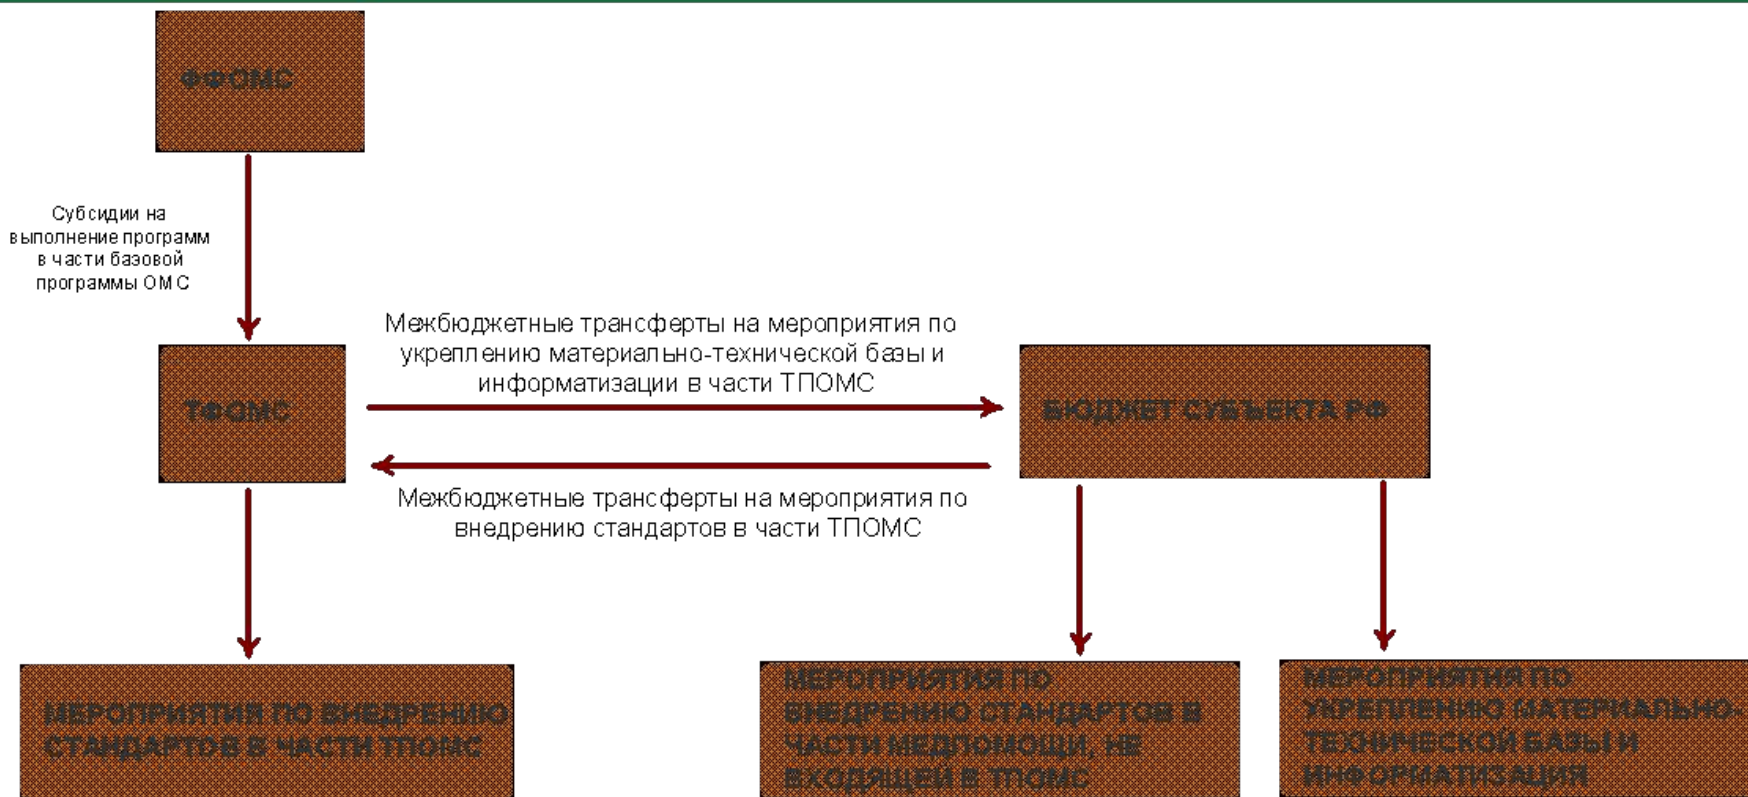 ФФОМС
Субсидии на
выполнение программ
в части базовой
программы ОМС
Межбюджетные трансферты на мероприятия по
укреплению материально-технической базы и
информатизации в части ТПОМС
ТФОМС
БЮДЖЕТ СУБЪЕКТА РФ
Межбюджетные трансферты на мероприятия по
внедрению стандартов в части ТПОМС
МЕРОПРИЯТИЯ ПО ВНЕДРЕНИЮ
СТАНДАРТОВ В ЧАСТИ ТПОМС
МЕРОПРИЯТИЯ ПО
ВНЕДРЕНИЮ СТАНДАРТОВ В
ЧАСТИ МЕДПОМОЩИ, НЕ
ВХОДЯЩЕЙ В ТПОМС
МЕРОПРИЯТИЯ ПО
УКРЕПЛЕНИЮ МАТЕРИАЛЬНО-
ТЕХНИЧЕСКОЙ БАЗЫ И
ИНФОРМАТИЗАЦИЯ